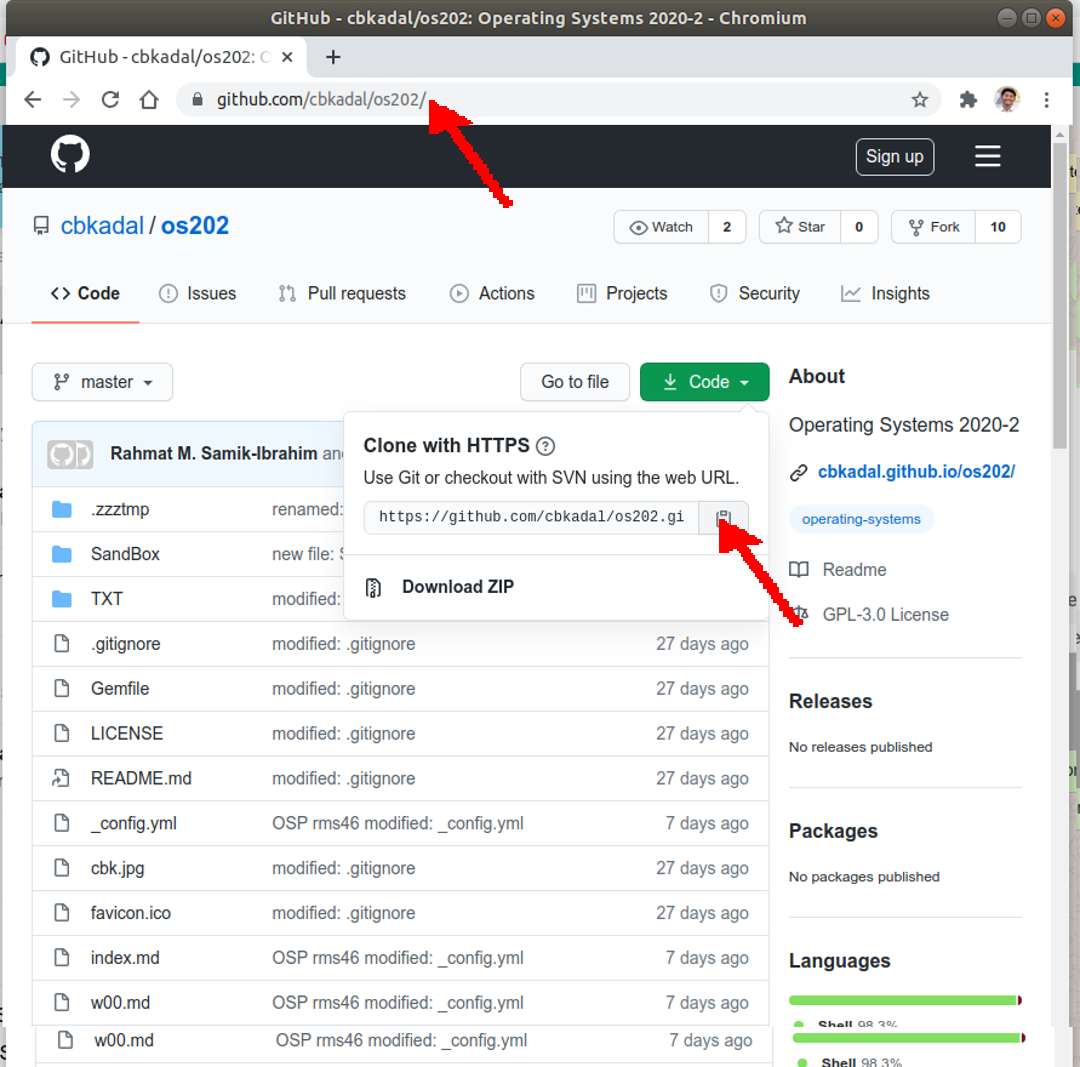 GitHub - cbkadal/os202: Operating Systems 2020-2 - Chromium
GitHub - cbkadal/os202: O
github.com/cbkadal/os202/
Sign up
cbkadal / os202
Watch 2
Star 0
Fork 10
Code
Issues
Pull requests
Actions
Projects
Security
Insights
master
Go to file
Code
Clone with HTTPS
Use Git or checkout with SVN using the web URL.
https://github.com/cbkadal/os202.gi
Download ZIP
Rahmat M. Samik-Ibrahim and
.zzztmp renamed:
SandBox new file: S
TXT modified:
.gitignore modified: .gitignore 27 days ago
Gemfile modified: .gitignore 27 days ago
LICENSE modified: .gitignore 27 days ago
README.md modified: .gitignore 27 days ago
_config.yml OSP rms46 modified: _config.yml 7 days ago
cbk.jpg modified: .gitignore 27 days ago
favicon.ico modified: .gitignore 27 days ago
index.md OSP rms46 modified: _config.yml 7 days ago
w00.md OSP rms46 modified: _config.yml 7 days ago
w00.md OSP rms46 modified: _config.yml 7 days ago
About
Operating Systems 2020-2
cbkadal.github.io/os202/
operating-systems
Readme
GPL-3.0 License
Releases
No releases published
Packages
No packages published
Languages
Shell 98.3%
Shell 98.3%